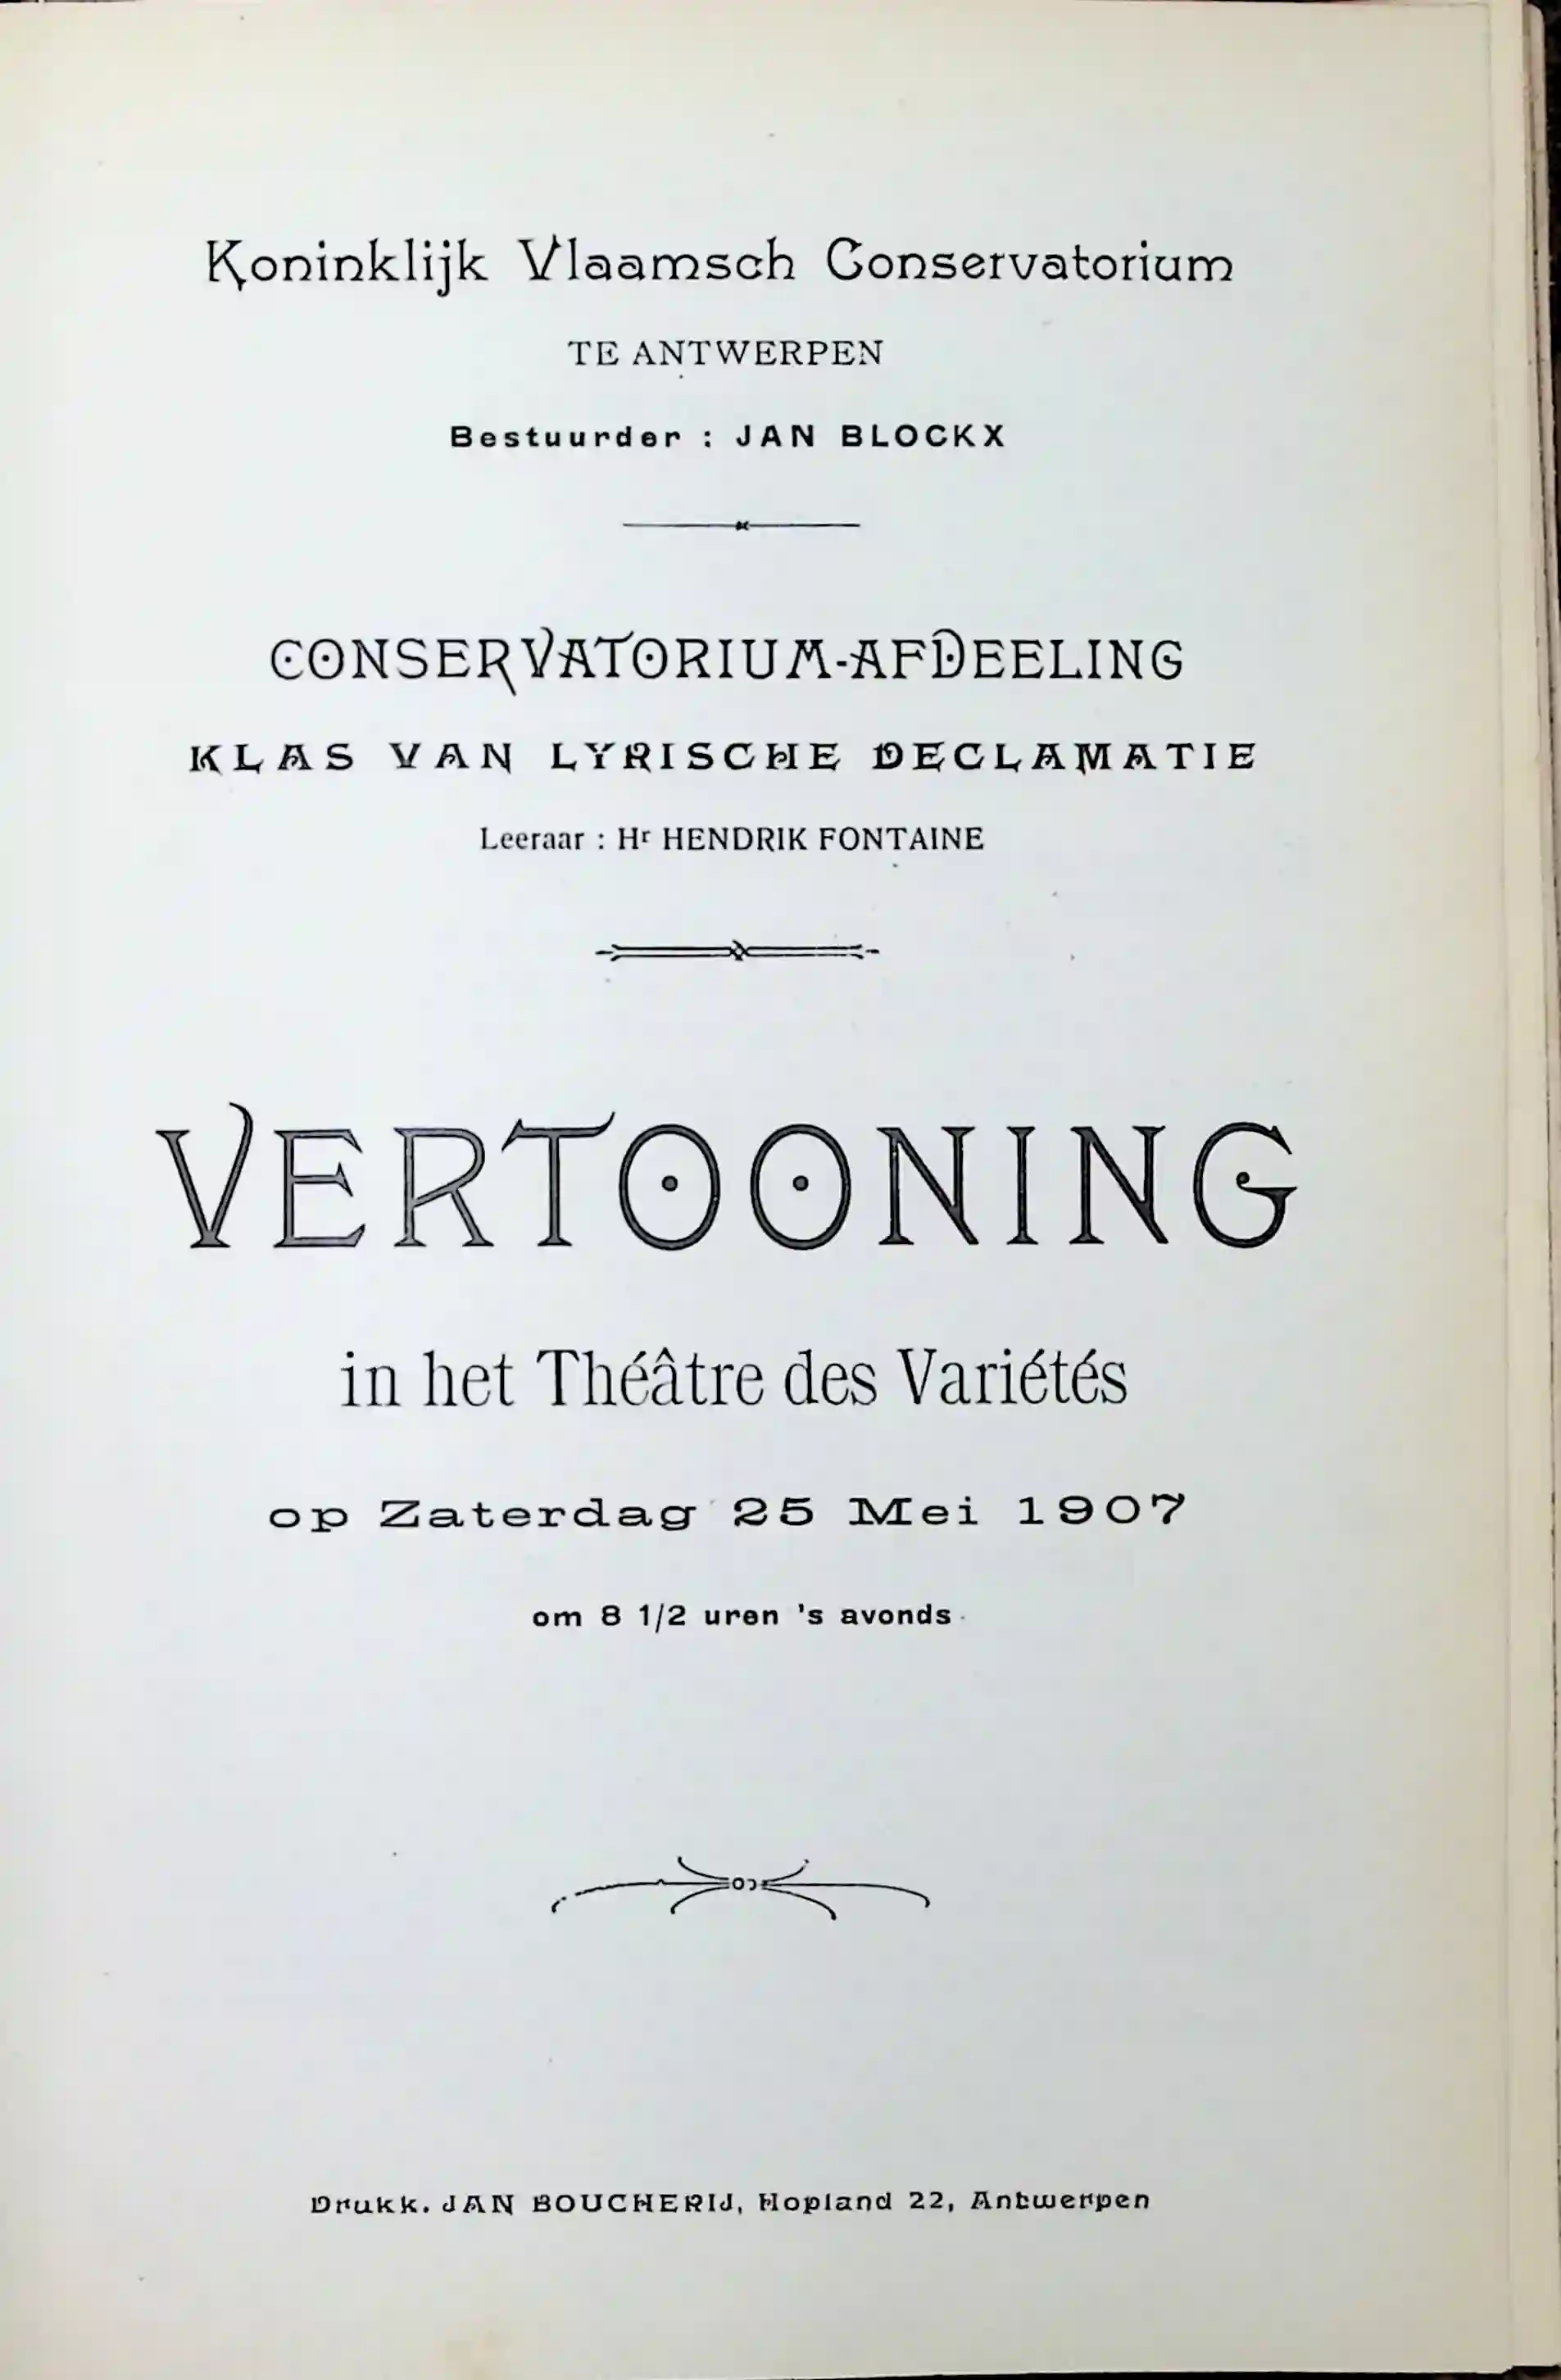 Koninklijk Vlaamsch Conservatorium
TE ANTWERPEN
Bestuurder : JAN BLOCKX
CONSERVATORIUM-AFDEELING
KLAS VAN LYRISCHE DECLAMATIE
Leeraar : Hr HENDRIK FONTAINE
VERTOONING
in het Théâtre des Variétés
op Zaterdag 25 Mei 1907
om 8 1/2 uren 's avonds
Drukk. JAN BOUCHERIJ, Hopland 22, Antwerpen